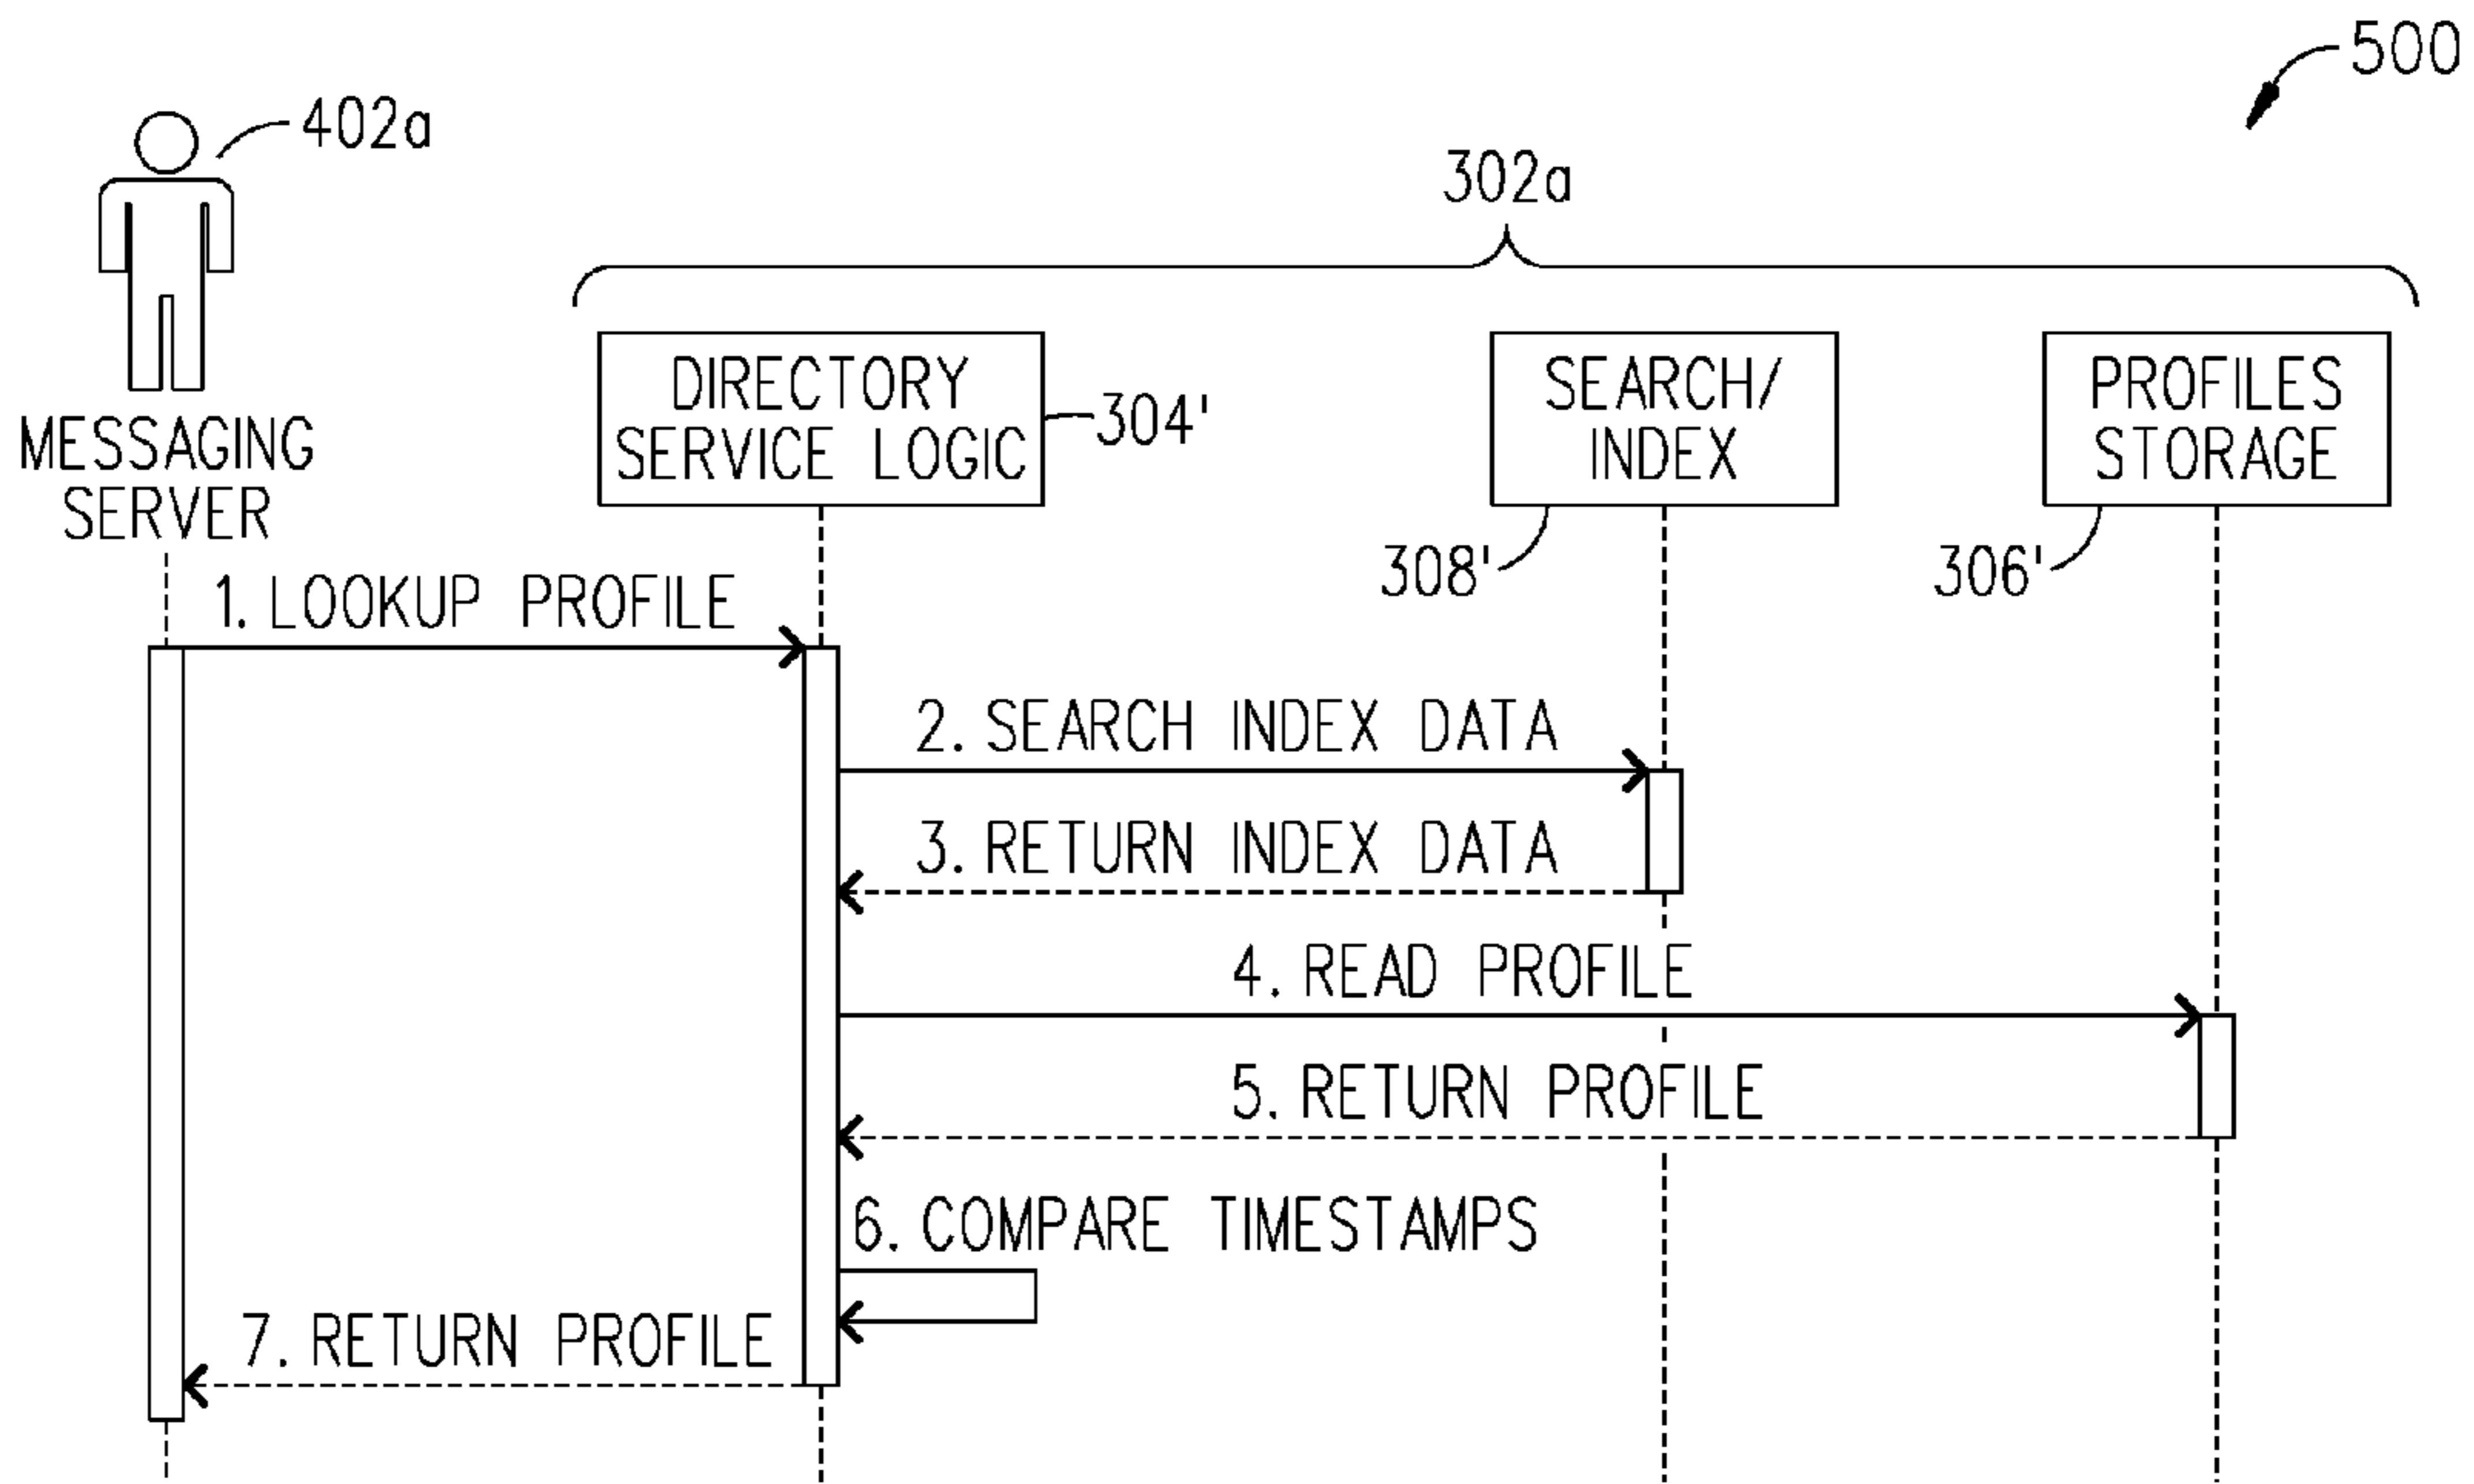 500
402a
302a
DIRECTORY
SERVICE LOGIC
304'
SEARCH/
INDEX
308'
PROFILES
STORAGE
306'
MESSAGING
SERVER
1. LOOKUP PROFILE
2. SEARCH INDEX DATA
3. RETURN INDEX DATA
4. READ PROFILE
5. RETURN PROFILE
6. COMPARE TIMESTAMPS
7. RETURN PROFILE